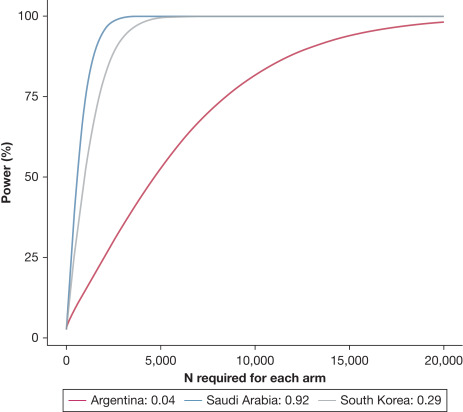 100
75
50
25
0
Power (%)
0 5,000 10,000 15,000 20,000
N required for each arm
Argentina: 0.04 Saudi Arabia: 0.92 South Korea: 0.29